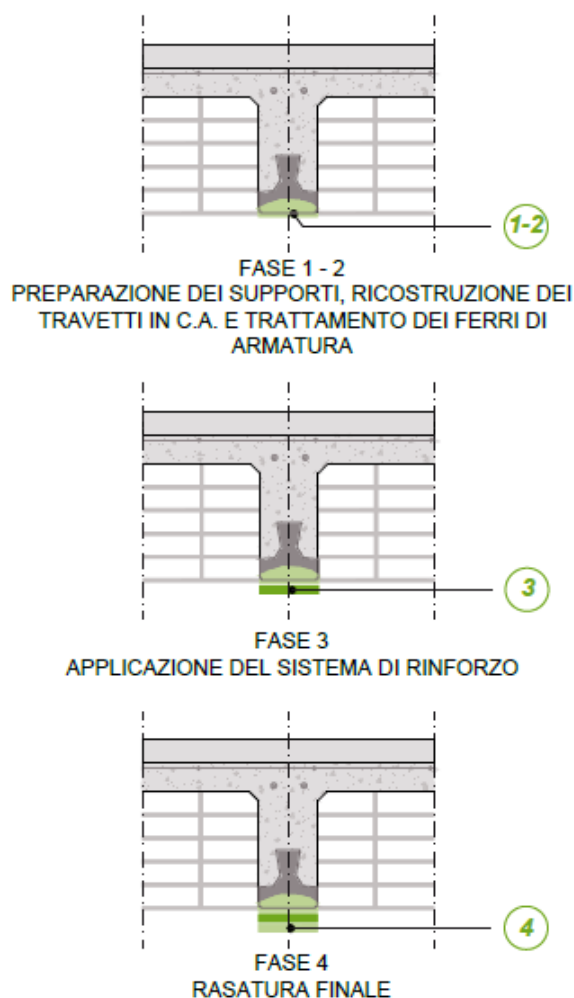 1-2
FASE 1 - 2
PREPARAZIONE DEI SUPPORTI, RICOSTRUZIONE DEI
TRAVETTI IN C.A. E TRATTAMENTO DEI FERRI DI
ARMATURA
3
FASE 3
APPLICAZIONE DEL SISTEMA DI RINFORZO
4
FASE 4
RASATURA FINALE